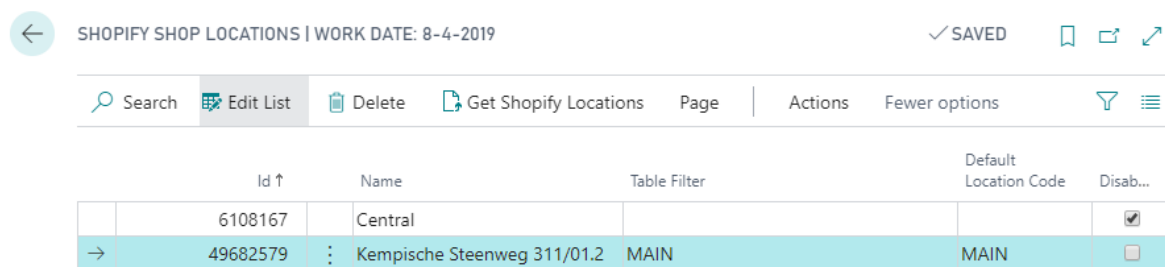 SHOPIFY SHOP LOCATIONS | WORK DATE: 8-4-2019 SAVED
Search Edit List Delete Get Shopify Locations Page Actions Fewer options
Default
Id ↑ Name Table Filter Location Code Disab...
6108167 Central
49682579 Kempische Steenweg 311/01.2 MAIN MAIN